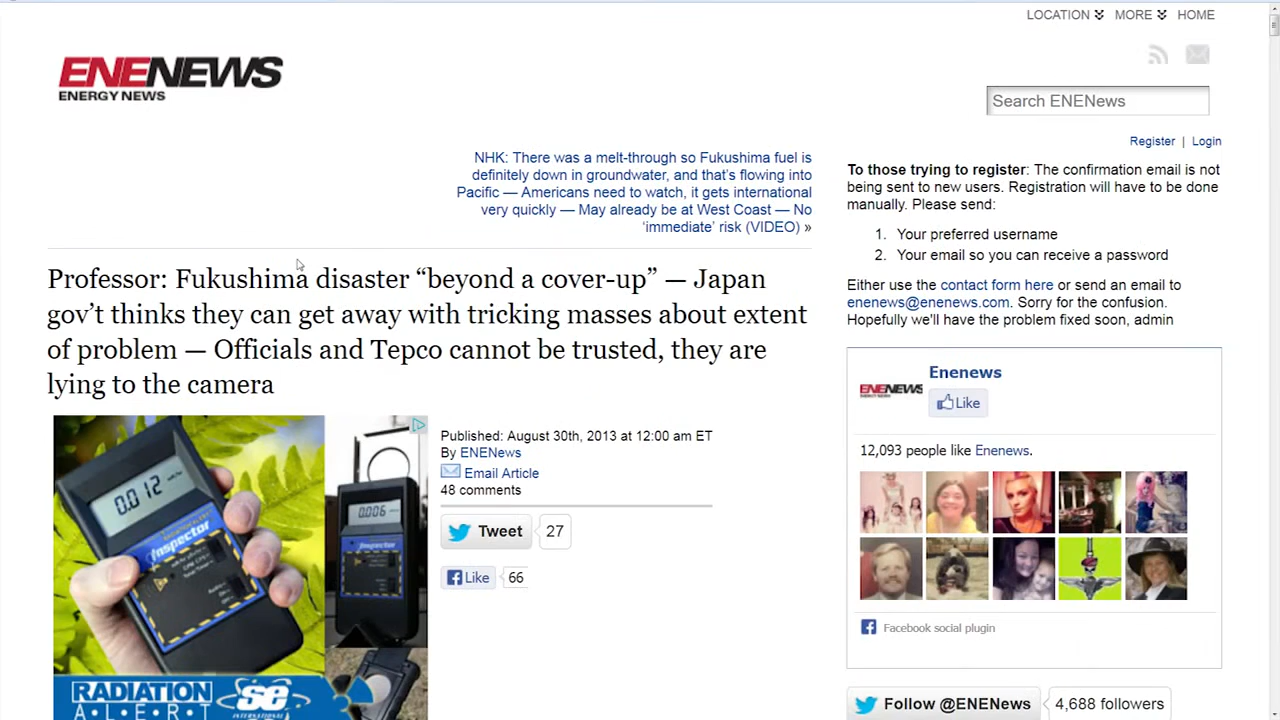 LOCATION MORE HOME
ENENEWS
ENERGY NEWS
Search ENENews
Register | Login
NHK: There was a melt-through so Fukushima fuel is
definitely down in groundwater, and that's flowing into
Pacific — Americans need to watch, it gets international
very quickly — May already be at West Coast — No
'immediate' risk (VIDEO) »
Professor: Fukushima disaster “beyond a cover-up” — Japan
gov’t thinks they can get away with tricking masses about extent
of problem — Officials and Tepco cannot be trusted, they are
lying to the camera
0.012
Inspector
0.006
Inspector
RADIATION
ALERT
se
INTERNATIONAL
Published: August 30th, 2013 at 12:00 am ET
By ENENews
Email Article
48 comments
Tweet 27
Like 66
To those trying to register: The confirmation email is not
being sent to new users. Registration will have to be done
manually. Please send:
1. Your preferred username
2. Your email so you can receive a password
Either use the contact form here or send an email to
enenews@enenews.com. Sorry for the confusion.
Hopefully we'll have the problem fixed soon, admin
ENENEWS
Enenews
Like
12,093 people like Enenews.
Facebook social plugin
Follow @ENENews 4,688 followers